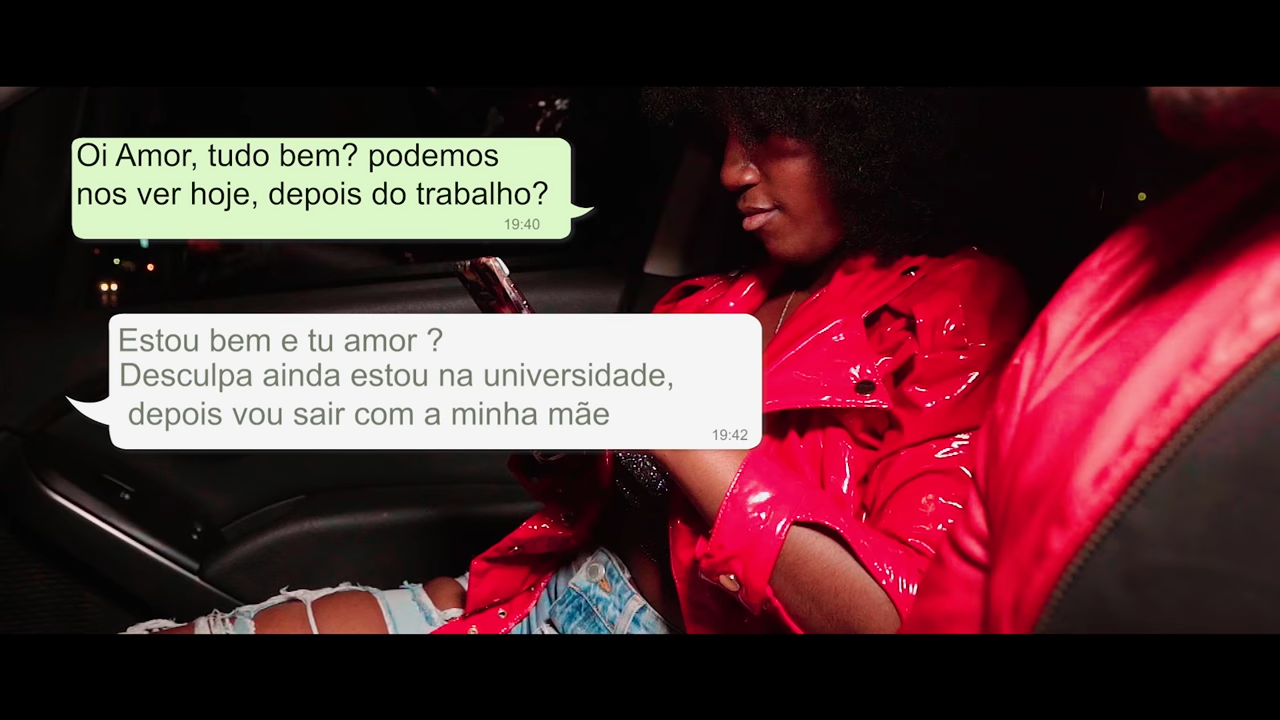 Oi Amor, tudo bem? podemos
nos ver hoje, depois do trabalho?
19:40
Estou bem e tu amor ?
Desculpa ainda estou na universidade,
depois vou sair com a minha mãe
19:42